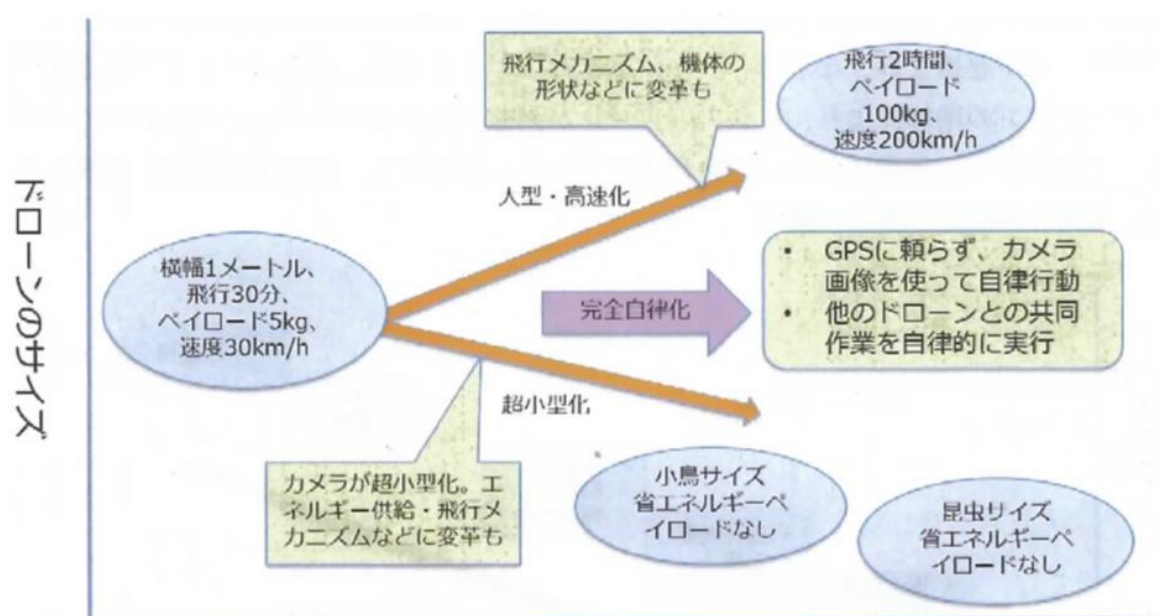 ドローンのサイズ
飛行メカニズム、機体の
形状などに変革も
飛行2時間、
ペイロード
100kg、
速度200km/h
人型・高速化
横幅1メートル、
飛行30分、
ペイロード5kg、
速度30km/h
完全自律化
• GPSに頼らず、カメラ
画像を使って自律行動
• 他のドローンとの共同
作業を自律的に実行
超小型化
カメラが超小型化。エ
ネルギー供給・飛行メ
カニズムなどに変革も
小鳥サイズ
省エネルギーペ
イロードなし
昆虫サイズ
省エネルギーペ
イロードなし